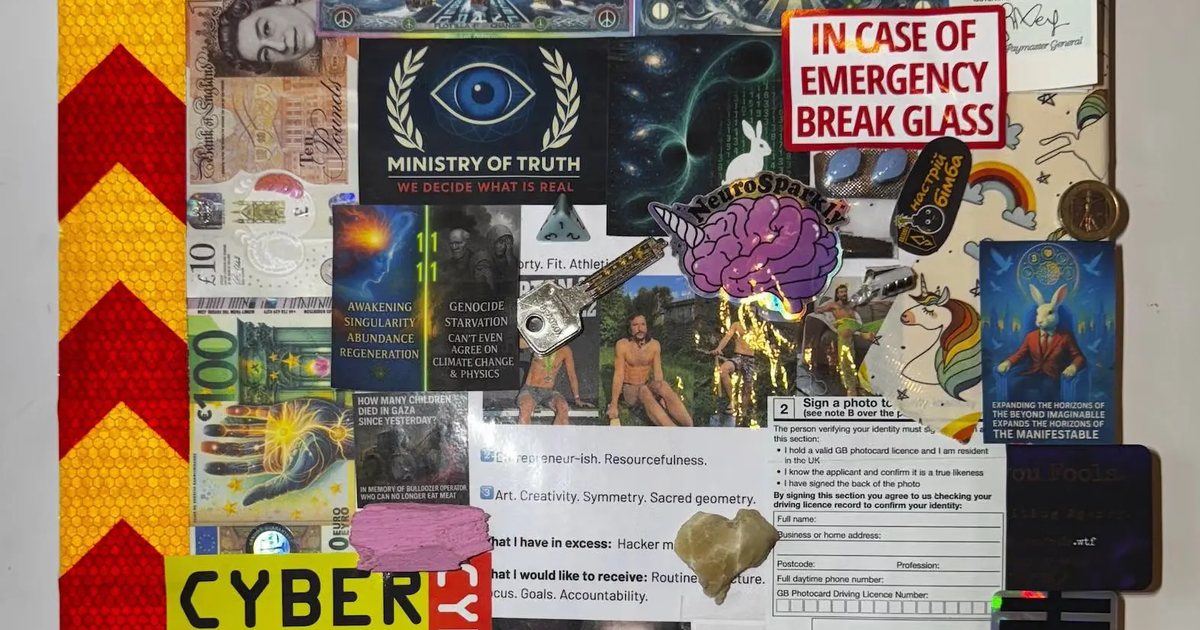 IN CASE OF
EMERGENCY
BREAK GLASS
Paymaster General
Bank of England
Ten
Pounds
£10
MINISTRY OF TRUTH
WE DECIDE WHAT IS REAL
NeuroSparkly
настрій
бімба
orty. Fit. Athleti
11
11
AWAKENING
SINGULARITY
ABUNDANCE
REGENERATION
GENOCIDE
STARVATION
CAN'T EVEN
AGREE ON
CLIMATE CHANGE
& PHYSICS
€100
HOW MANY CHILDREN
DIED IN GAZA
SINCE YESTERDAY?
IN MEMORY OF BULLDOZER OPERATOR
WHO CAN NO LONGER EAT MEAT
EURO
ΕΥΡΩ
EXPANDING THE HORIZONS OF
THE BEYOND IMAGINABLLE
EXPANDS THE HORIZONS OF
THE MANIFESTABLE
2 Entrepreneur-ish. Resourcefulness.
3 Art. Creativity. Symmetry. Sacred geometry.
hat I have in excess: Hacker m
hat I would like to receive: Routine
cture.
ocus. Goals. Accountability.
2 Sign a photo to
(see note B over the p
The person verifying your identity must sig
this section:
• I hold a valid GB photocard licence and I am resident
in the UK
• I know the applicant and confirm it is a true likeness
• I have signed the back of the photo
By signing this section you agree to us checking your
driving licence record to confirm your identity:
Full name:
Business or home address:
Postcode: Profession:
Full daytime phone number:
GB Photocard Driving Licence Number:
you Fools
.wtf
CYBER
CY